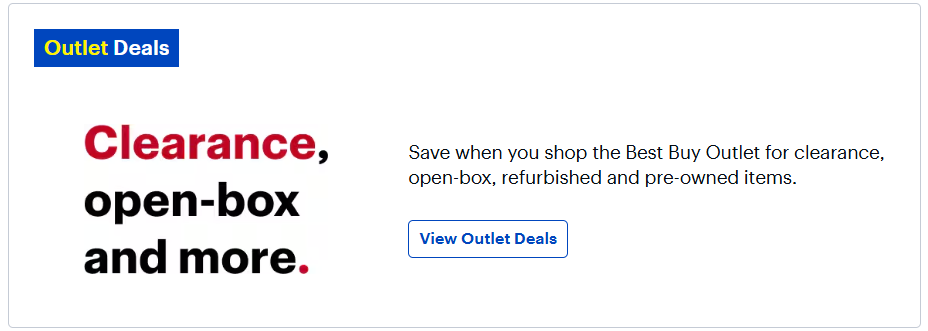 Outlet Deals
Clearance,
open-box
and more.
Save when you shop the Best Buy Outlet for clearance,
open-box, refurbished and pre-owned items.
View Outlet Deals